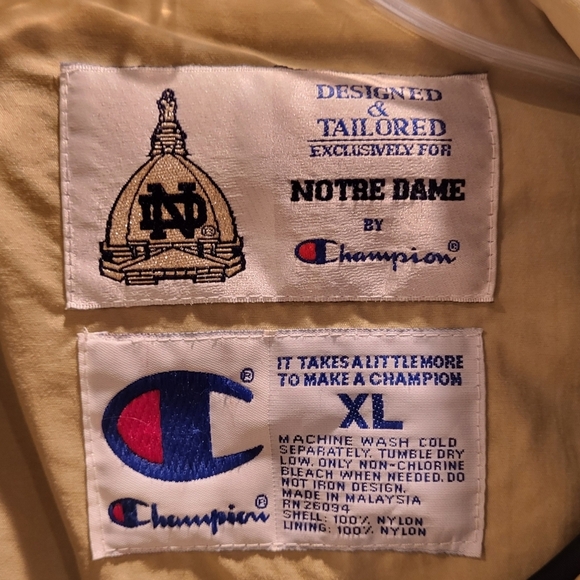 ND
®
DESIGNED
&
TAILORED
EXCLUSIVELY FOR
NOTRE DAME
BY
Champion®
C®
Champion®
IT TAKES A LITTLE MORE
TO MAKE A CHAMPION
XL
MACHINE WASH COLD
SEPARATELY. TUMBLE DRY
LOW. ONLY NON-CHLORINE
BLEACH WHEN NEEDED. DO
NOT IRON DESIGN.
MADE IN MALAYSIA
RN 26094
SHELL: 100% NYLON
LINING: 100% NYLON